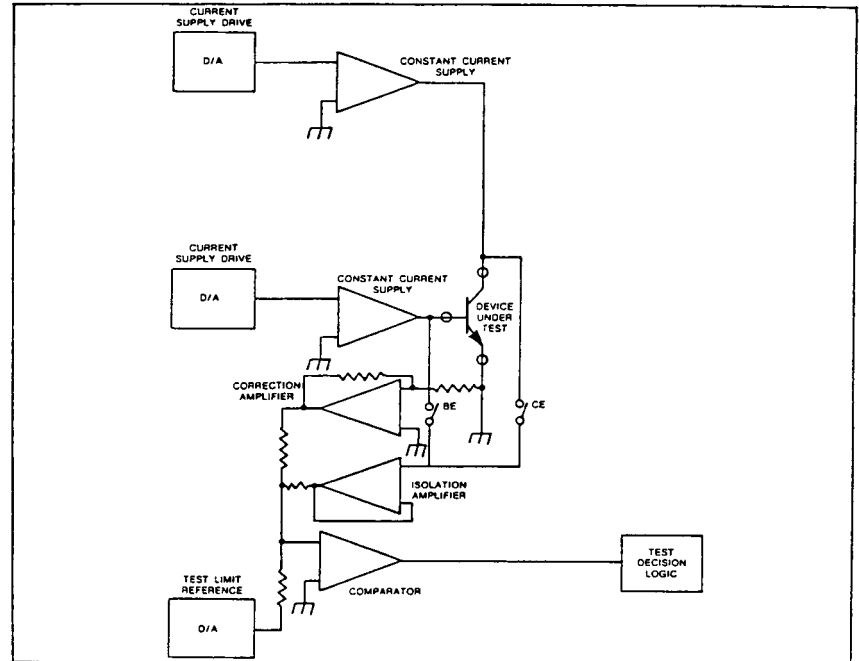 CURRENT
SUPPLY DRIVE
D/A
CONSTANT CURRENT
SUPPLY
CURRENT
SUPPLY DRIVE
D/A
CONSTANT CURRENT
SUPPLY
DEVICE
UNDER
TEST
CORRECTION
AMPLIFIER
BE
CE
ISOLATION
AMPLIFIER
TEST LIMIT
REFERENCE
D/A
COMPARATOR
TEST
DECISION
LOGIC